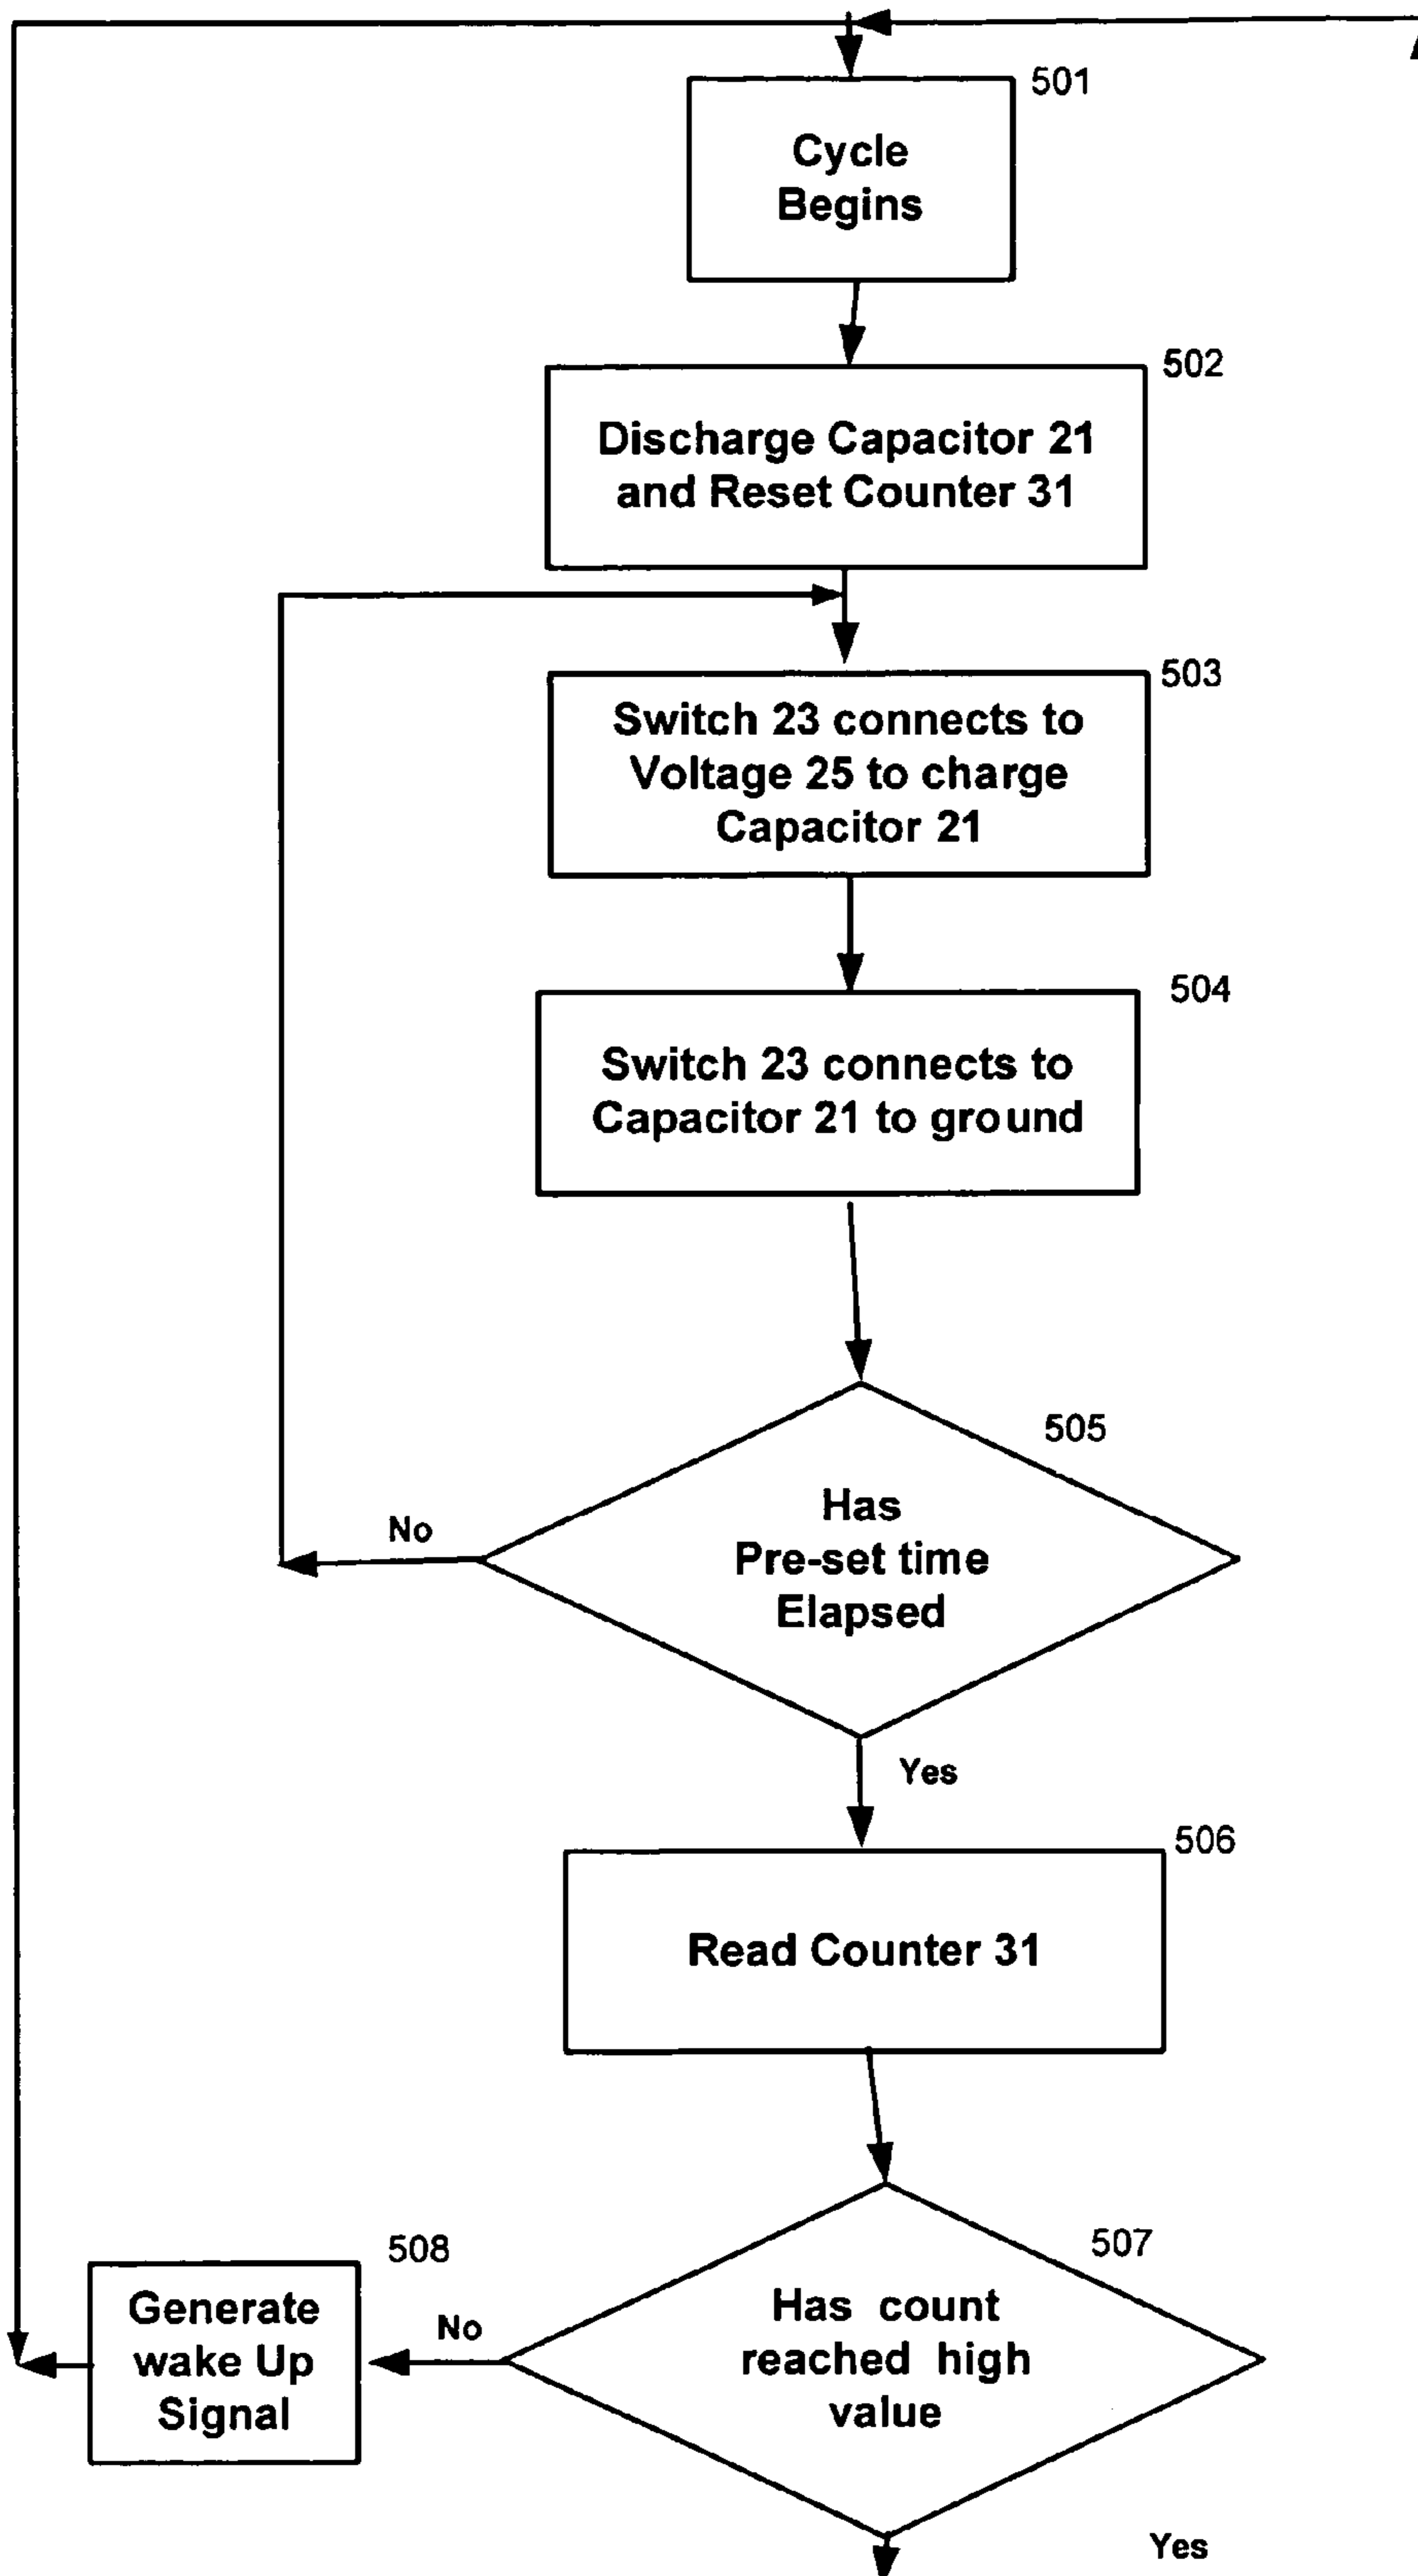 501
Cycle
Begins
502
Discharge Capacitor 21
and Reset Counter 31
503
Switch 23 connects to
Voltage 25 to charge
Capacitor 21
504
Switch 23 connects to
Capacitor 21 to ground
505
Has
Pre-set time
Elapsed
No
Yes
506
Read Counter 31
507
Has count
reached high
value
No
508
Generate
wake Up
Signal
Yes